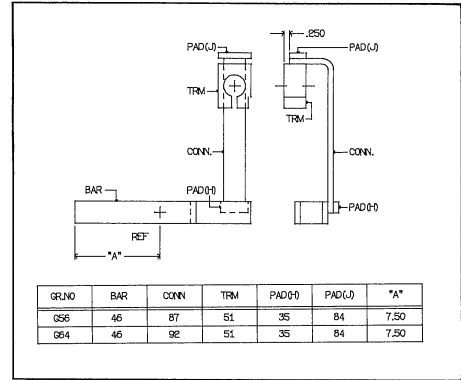 .250
PAD(J)
PAD(J)
TRM
TRM
CONN.
CONN.
BAR
PAD(H)
PAD(H)
REF
"A"
GR.NO BAR CONN TRM PAD(H) PAD(J) "A"
G56 46 87 51 35 84 7.50
G64 46 92 51 35 84 7.50